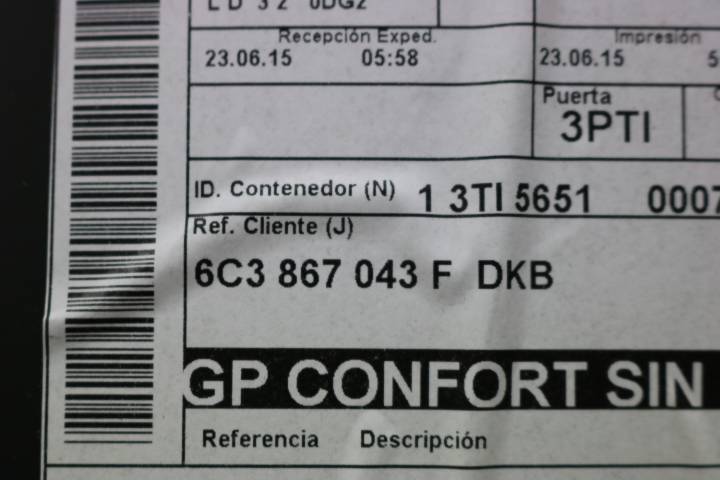 Recepción Exped. Impresión
23.06.15 05:58 23.06.15 5
Puerta
3PTI
ID. Contenedor (N) 1 3TI 5651 0007
Ref. Cliente (J)
6C3 867 043 F DKB
GP CONFORT SIN
Referencia Descripción